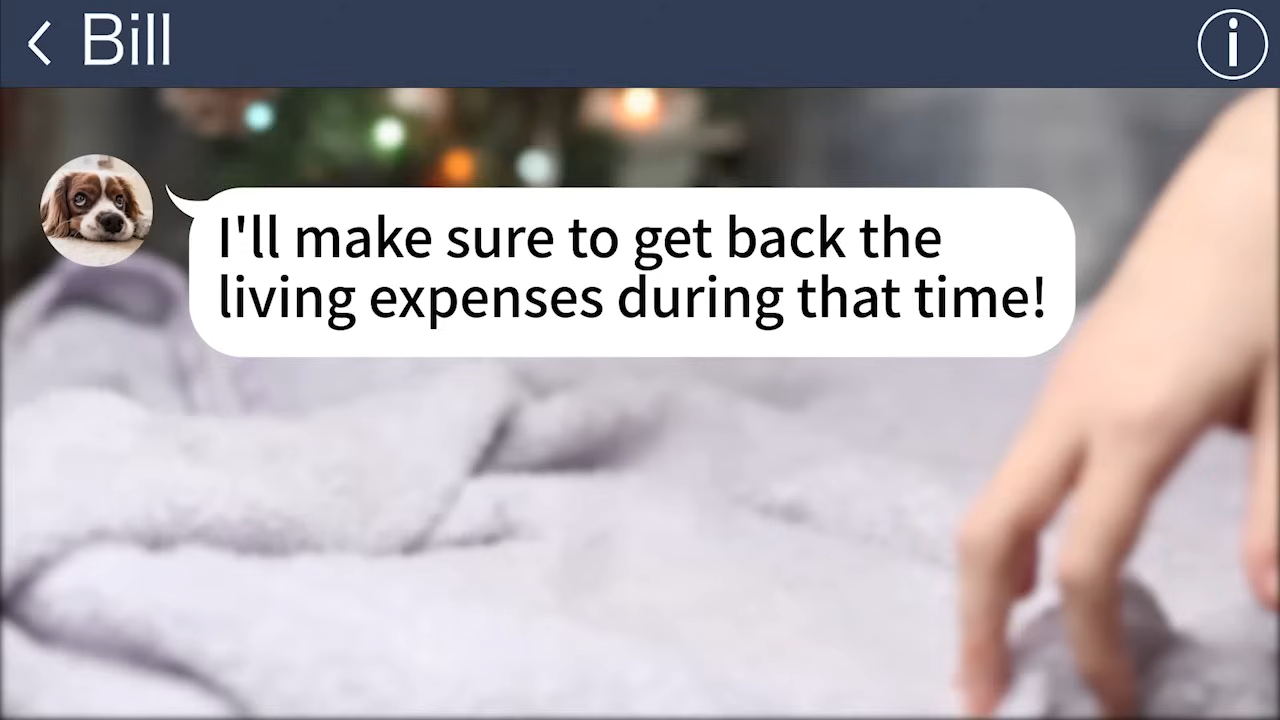 Bill
I'll make sure to get back the
living expenses during that time!